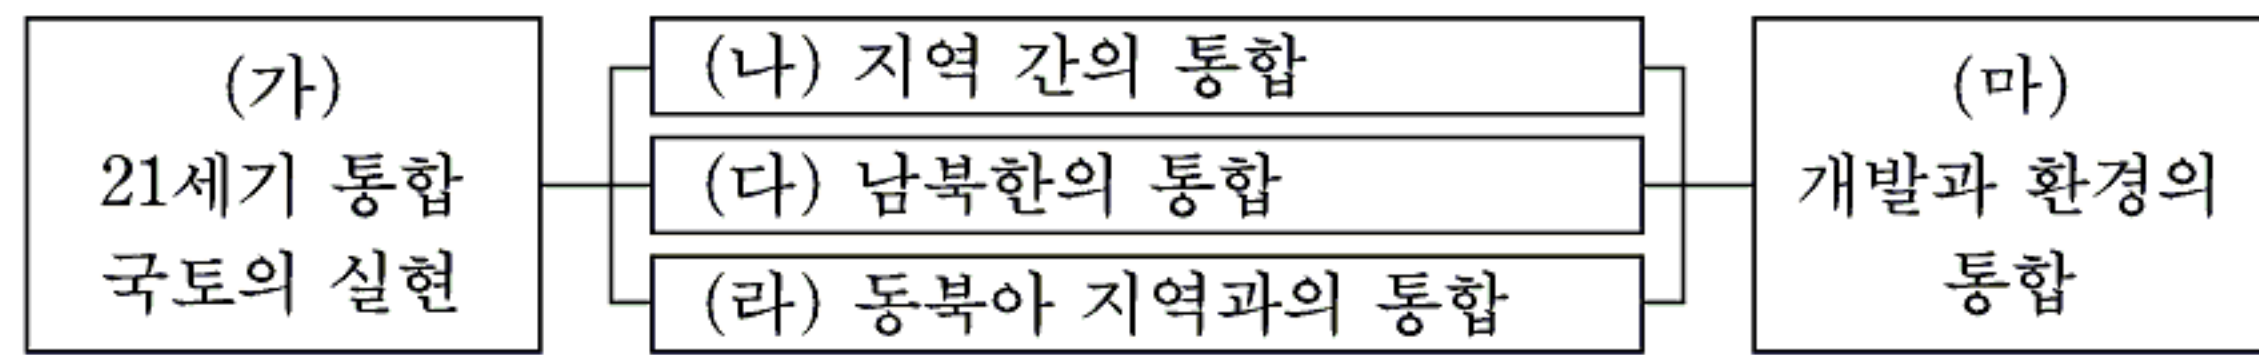 (가)
21세기 통합
국토의 실현
(나) 지역 간의 통합
(다) 남북한의 통합
(라) 동북아 지역과의 통합
(마)
개발과 환경의
통합